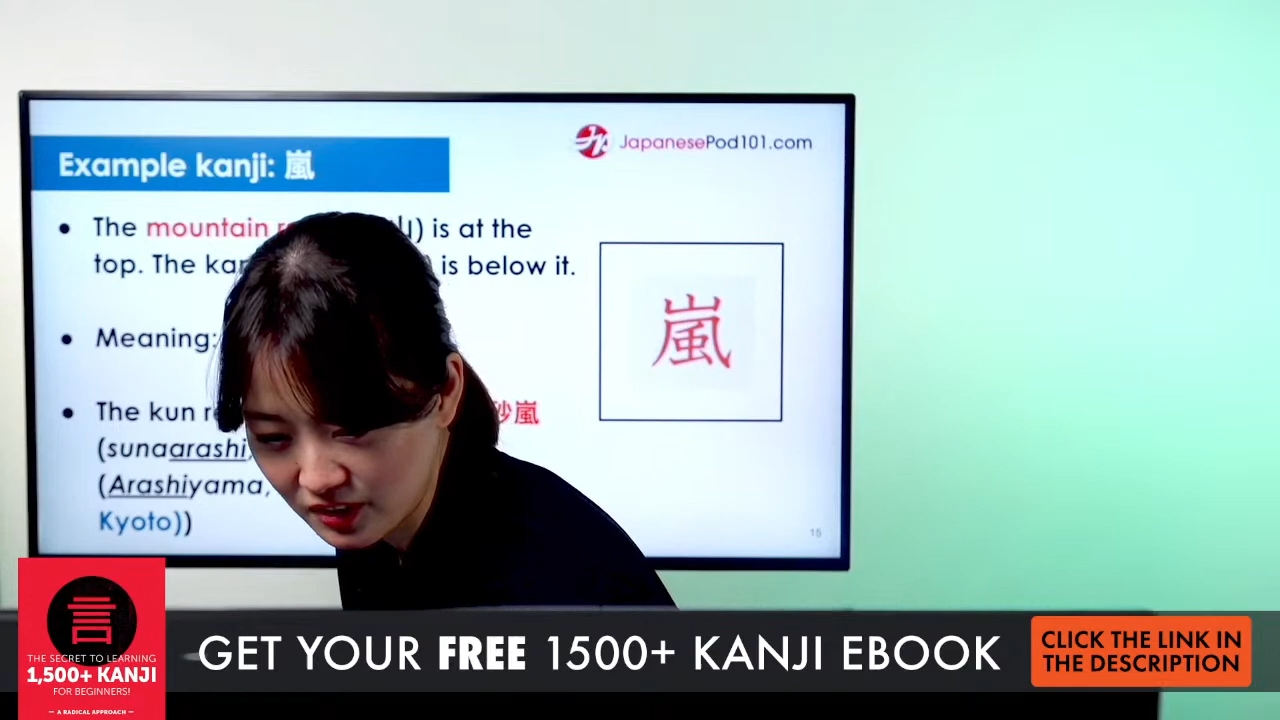 JapanesePod101.com
Example kanji: 嵐
● The mountain r 山) is at the
top. The kan is below it.
● Meaning:
● The kun re 砂嵐
(sunaarashi,
(Arashiyama,
Kyoto))
嵐
15
言
THE SECRET TO LEARNING
1,500+ KANJI
FOR BEGINNERS!
— A RADICAL APPROACH —
GET YOUR FREE 1500+ KANJI EBOOK
CLICK THE LINK IN
THE DESCRIPTION